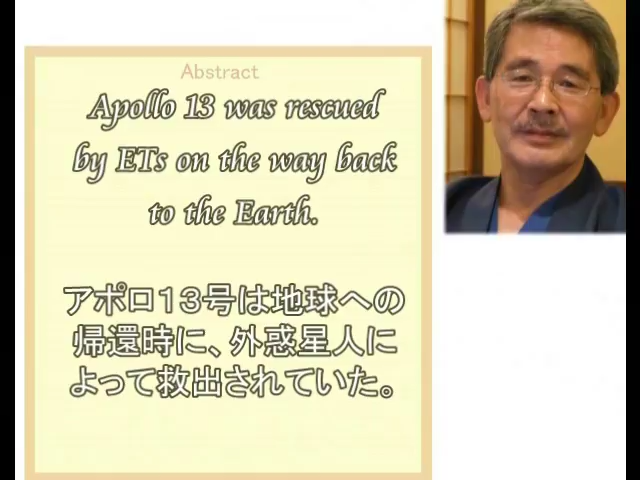 Abstract
Apollo 13 was rescued
by ETs on the way back
to the Earth.
アポロ１３号は地球への
帰還時に、外惑星人に
よって救出されていた。